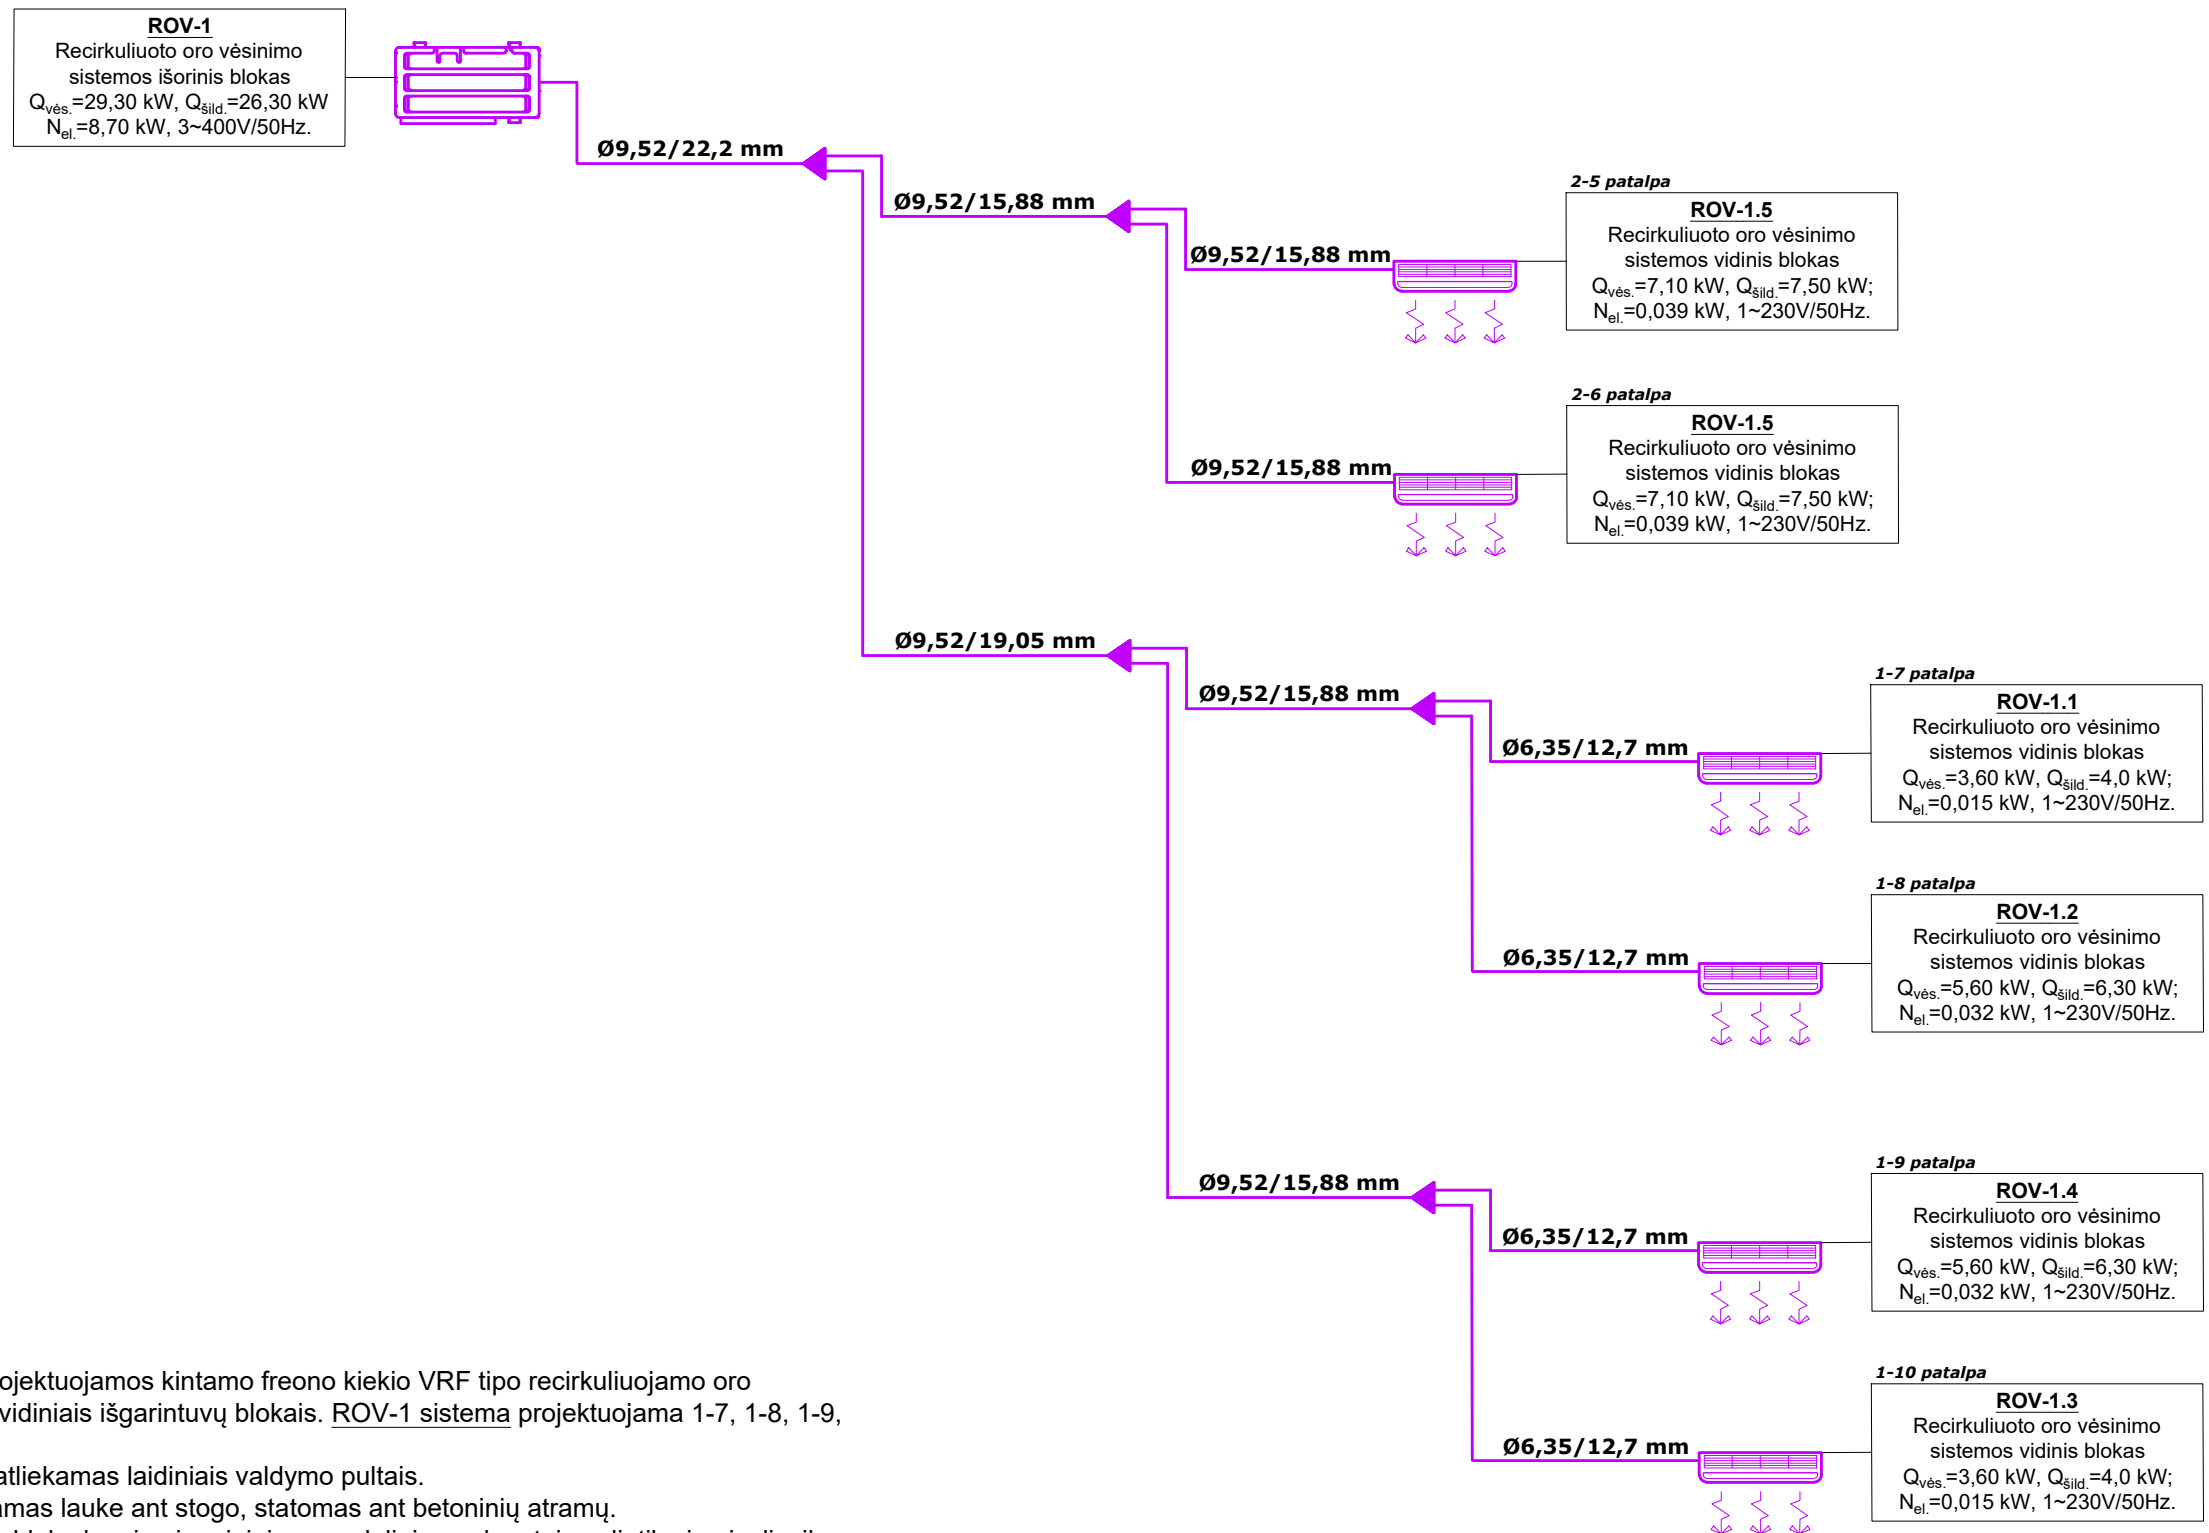 ROV-1
Recirkuliuoto oro vėsinimo
sistemos išorinis blokas
Qvės.=29,30 kW, Qšild.=26,30 kW
Nel.=8,70 kW, 3~400V/50Hz.
Ø9,52/22,2 mm
Ø9,52/15,88 mm
Ø9,52/15,88 mm
2-5 patalpa
ROV-1.5
Recirkuliuoto oro vėsinimo
sistemos vidinis blokas
Qvės.=7,10 kW, Qšild.=7,50 kW;
Nel.=0,039 kW, 1~230V/50Hz.
Ø9,52/15,88 mm
2-6 patalpa
ROV-1.5
Recirkuliuoto oro vėsinimo
sistemos vidinis blokas
Qvės.=7,10 kW, Qšild.=7,50 kW;
Nel.=0,039 kW, 1~230V/50Hz.
Ø9,52/19,05 mm
Ø9,52/15,88 mm
Ø6,35/12,7 mm
1-7 patalpa
ROV-1.1
Recirkuliuoto oro vėsinimo
sistemos vidinis blokas
Qvės.=3,60 kW, Qšild.=4,0 kW;
Nel.=0,015 kW, 1~230V/50Hz.
Ø6,35/12,7 mm
1-8 patalpa
ROV-1.2
Recirkuliuoto oro vėsinimo
sistemos vidinis blokas
Qvės.=5,60 kW, Qšild.=6,30 kW;
Nel.=0,032 kW, 1~230V/50Hz.
Ø9,52/15,88 mm
Ø6,35/12,7 mm
1-9 patalpa
ROV-1.4
Recirkuliuoto oro vėsinimo
sistemos vidinis blokas
Qvės.=5,60 kW, Qšild.=6,30 kW;
Nel.=0,032 kW, 1~230V/50Hz.
Ø6,35/12,7 mm
1-10 patalpa
ROV-1.3
Recirkuliuoto oro vėsinimo
sistemos vidinis blokas
Qvės.=3,60 kW, Qšild.=4,0 kW;
Nel.=0,015 kW, 1~230V/50Hz.
ojektuojamos kintamo freono kiekio VRF tipo recirkuliuojamo oro
vidiniais išgarintuvų blokais. ROV-1 sistema projektuojama 1-7, 1-8, 1-9,
atliekamas laidiniais valdymo pultais.
amas lauke ant stogo, statomas ant betoninių atramų.